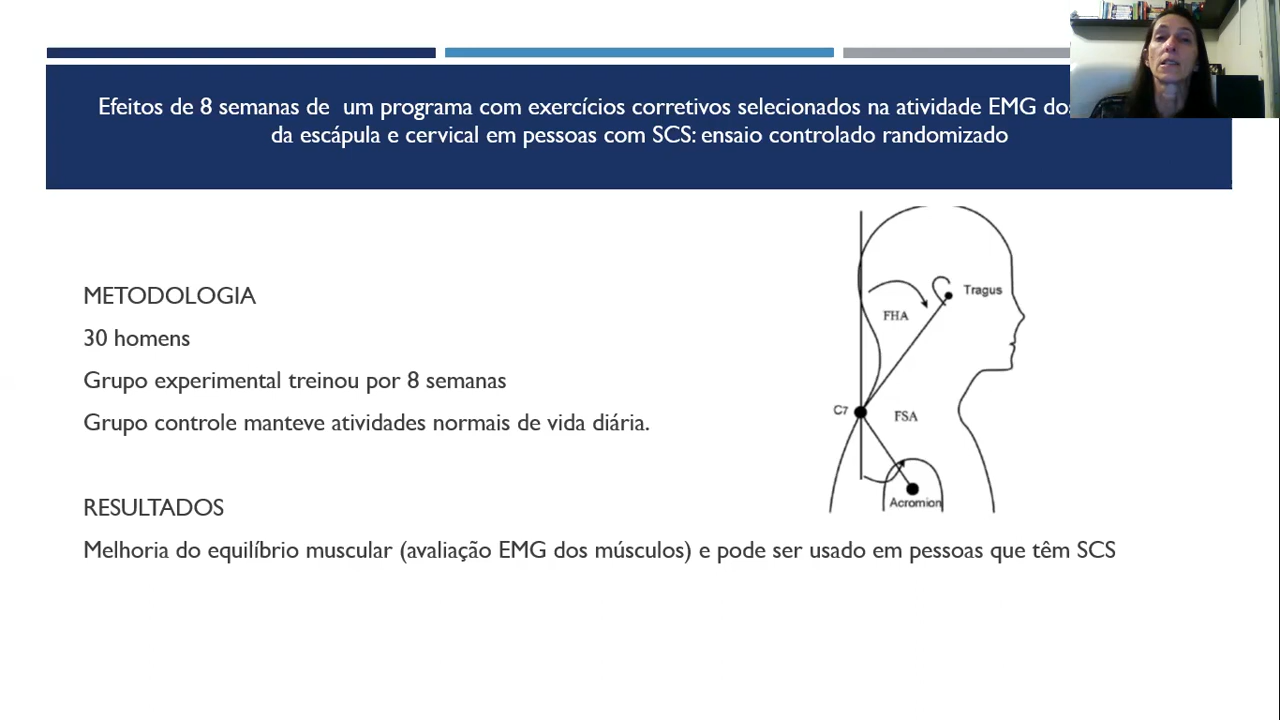 Efeitos de 8 semanas de um programa com exercícios corretivos selecionados na atividade EMG dos
da escápula e cervical em pessoas com SCS: ensaio controlado randomizado
METODOLOGIA
30 homens
Grupo experimental treinou por 8 semanas
Grupo controle manteve atividades normais de vida diária.
RESULTADOS
Melhoria do equilíbrio muscular (avaliação EMG dos músculos) e pode ser usado em pessoas que têm SCS
Tragus
FHA
C7
FSA
Acromion